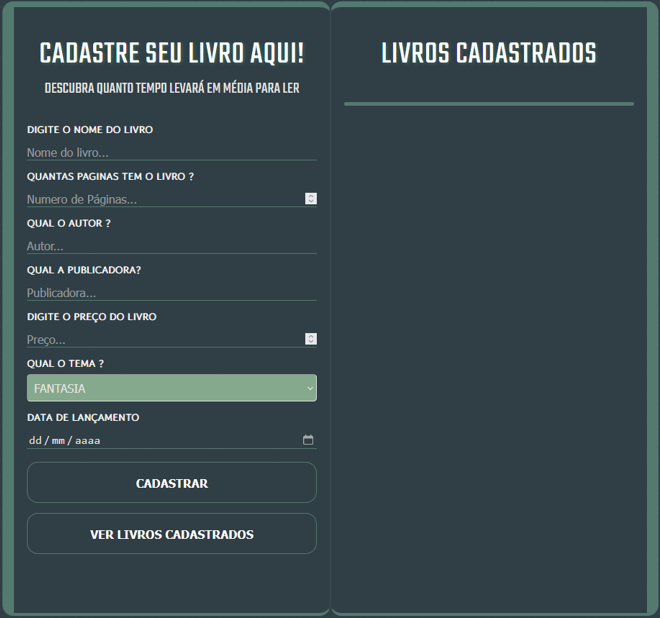 CADASTRE SEU LIVRO AQUI!
DESCUBRA QUANTO TEMPO LEVARÁ EM MÉDIA PARA LER
DIGITE O NOME DO LIVRO
Nome do livro...
QUANTAS PAGINAS TEM O LIVRO ?
Numero de Páginas...
QUAL O AUTOR ?
Autor...
QUAL A PUBLICADORA?
Publicadora...
DIGITE O PREÇO DO LIVRO
Preço...
QUAL O TEMA ?
FANTASIA
DATA DE LANÇAMENTO
dd/mm/aaaa
CADASTRAR
VER LIVROS CADASTRADOS
LIVROS CADASTRADOS